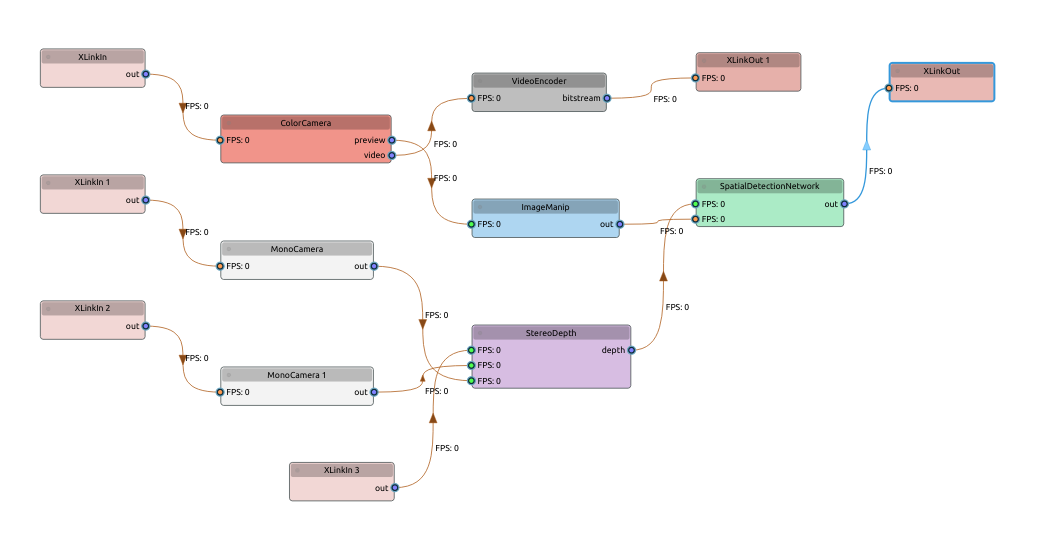 XLinkIn
out
FPS: 0
ColorCamera
FPS: 0
preview
video
FPS: 0
FPS: 0
VideoEncoder
FPS: 0
bitstream
FPS: 0
XLinkOut 1
FPS: 0
XLinkOut
FPS: 0
XLinkIn 1
out
FPS: 0
MonoCamera
FPS: 0
out
FPS: 0
ImageManip
FPS: 0
out
FPS: 0
SpatialDetectionNetwork
FPS: 0
out
FPS: 0
FPS: 0
XLinkIn 2
out
FPS: 0
MonoCamera 1
FPS: 0
out
FPS: 0
StereoDepth
FPS: 0
depth
FPS: 0
FPS: 0
FPS: 0
XLinkIn 3
out
FPS: 0